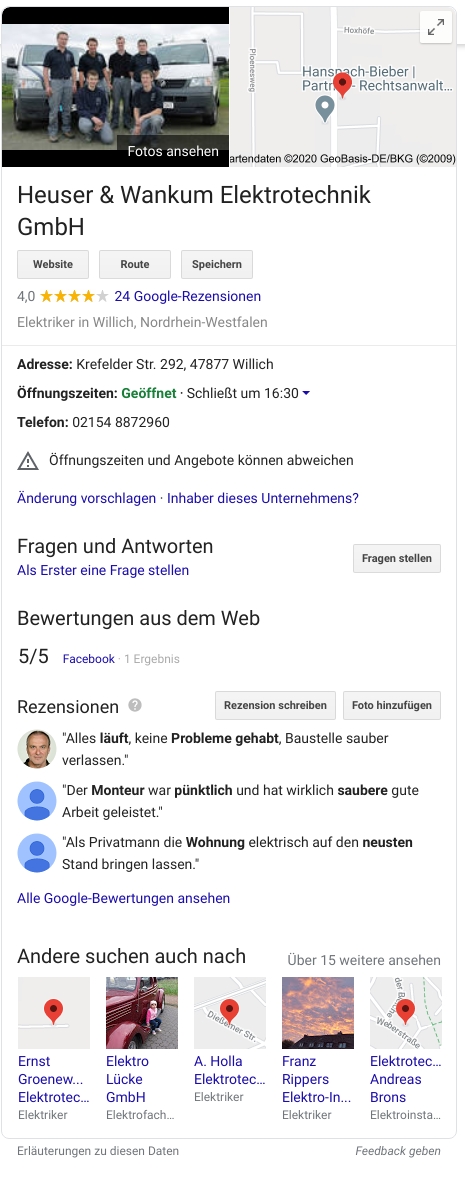 Ploenesweg
Hoxhöfe
Hanspach-Bieber |
Partner - Rechtsanwalt...
Fotos ansehen
artendaten ©2020 GeoBasis-DE/BKG (©2009)
Heuser & Wankum Elektrotechnik
GmbH
Website Route Speichern
4,0 24 Google-Rezensionen
Elektriker in Willich, Nordrhein-Westfalen
Adresse: Krefelder Str. 292, 47877 Willich
Öffnungszeiten: Geöffnet · Schließt um 16:30
Telefon: 02154 8872960
Öffnungszeiten und Angebote können abweichen
Änderung vorschlagen · Inhaber dieses Unternehmens?
Fragen und Antworten
Fragen stellen
Als Erster eine Frage stellen
Bewertungen aus dem Web
5/5 Facebook · 1 Ergebnis
Rezensionen ? Rezension schreiben Foto hinzufügen
"Alles läuft, keine Probleme gehabt, Baustelle sauber
verlassen."
"Der Monteur war pünktlich und hat wirklich saubere gute
Arbeit geleistet."
"Als Privatmann die Wohnung elektrisch auf den neusten
Stand bringen lassen."
Alle Google-Bewertungen ansehen
Andere suchen auch nach Über 15 weitere ansehen
Dießemer Str.
Weberstraße
Ernst
Groenew...
Elektrotec...
Elektriker
Elektro
Lücke
GmbH
Elektrofach...
A. Holla
Elektrotec...
Elektriker
Franz
Rippers
Elektro-In...
Elektriker
Elektrotec...
Andreas
Brons
Elektroinsta...
Erläuterungen zu diesen Daten Feedback geben